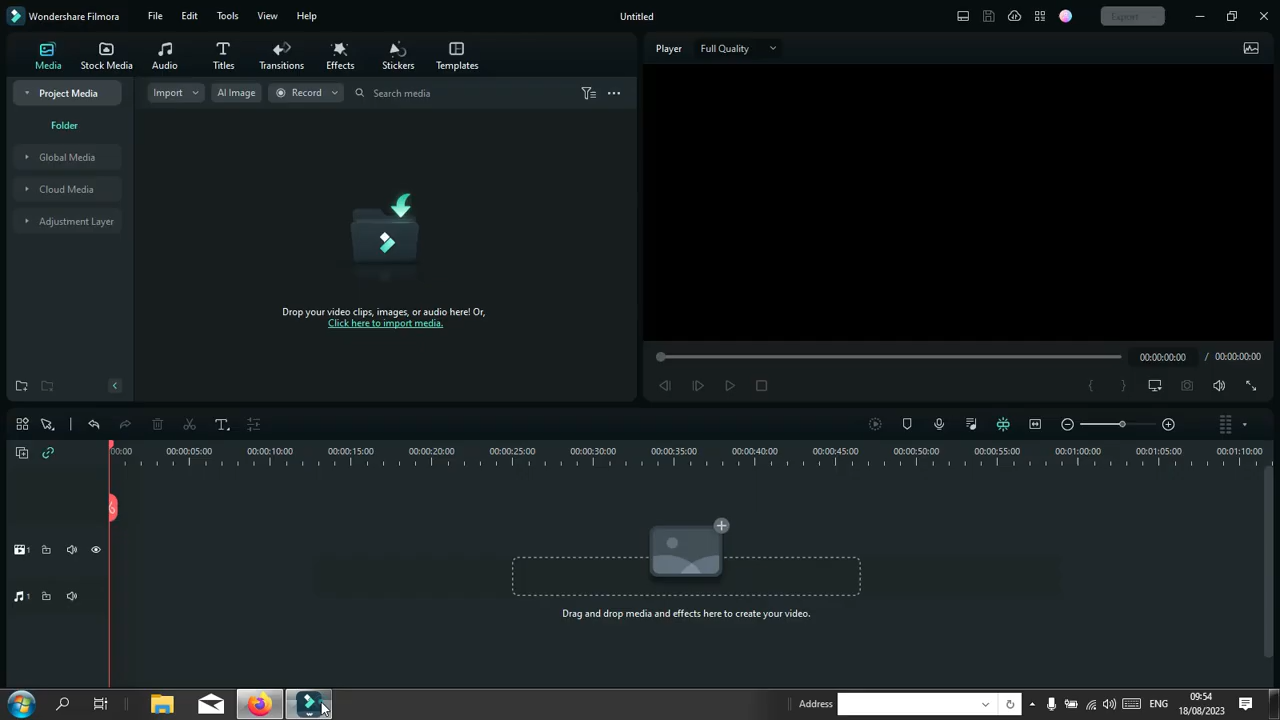 Wondershare Filmora File Edit Tools View Help Untitled Export
Media Stock Media Audio Titles Transitions Effects Stickers Templates
Player Full Quality
Project Media
Import AI Image Record Search media
Folder
Global Media
Cloud Media
Adjustment Layer
Drop your video clips, images, or audio here! Or,
Click here to import media.
00:00:00:00 / 00:00:00:00
00:00 00:00:05:00 00:00:10:00 00:00:15:00 00:00:20:00 00:00:25:00 00:00:30:00 00:00:35:00 00:00:40:00 00:00:45:00 00:00:50:00 00:00:55:00 00:01:00:00 00:01:05:00 00:01:10:00
1
1
Drag and drop media and effects here to create your video.
Address ENG 09:54
18/08/2023